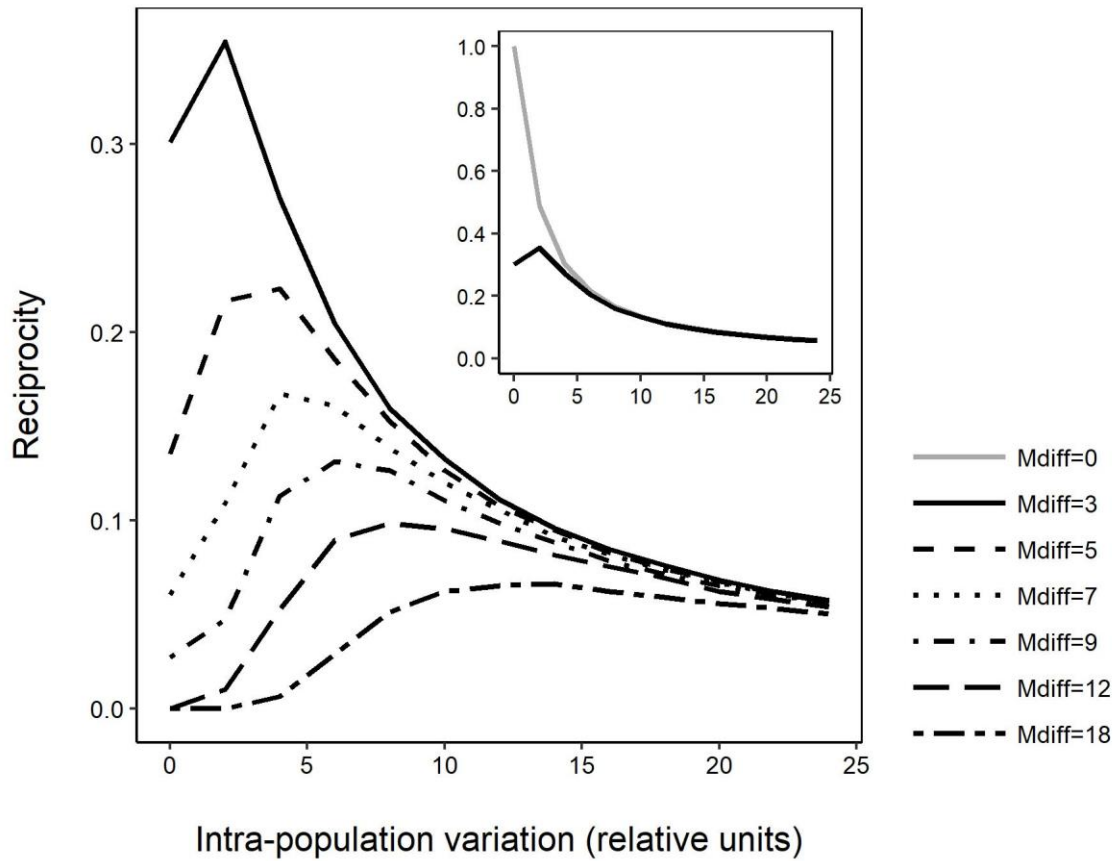 Reciprocity
0.3
0.2
0.1
0.0
0
5
10
15
20
25
Intra-population variation (relative units)
1.0
0.8
0.6
0.4
0.2
0.0
0
5
10
15
20
25
Mdiff=0
Mdiff=3
Mdiff=5
Mdiff=7
Mdiff=9
Mdiff=12
Mdiff=18